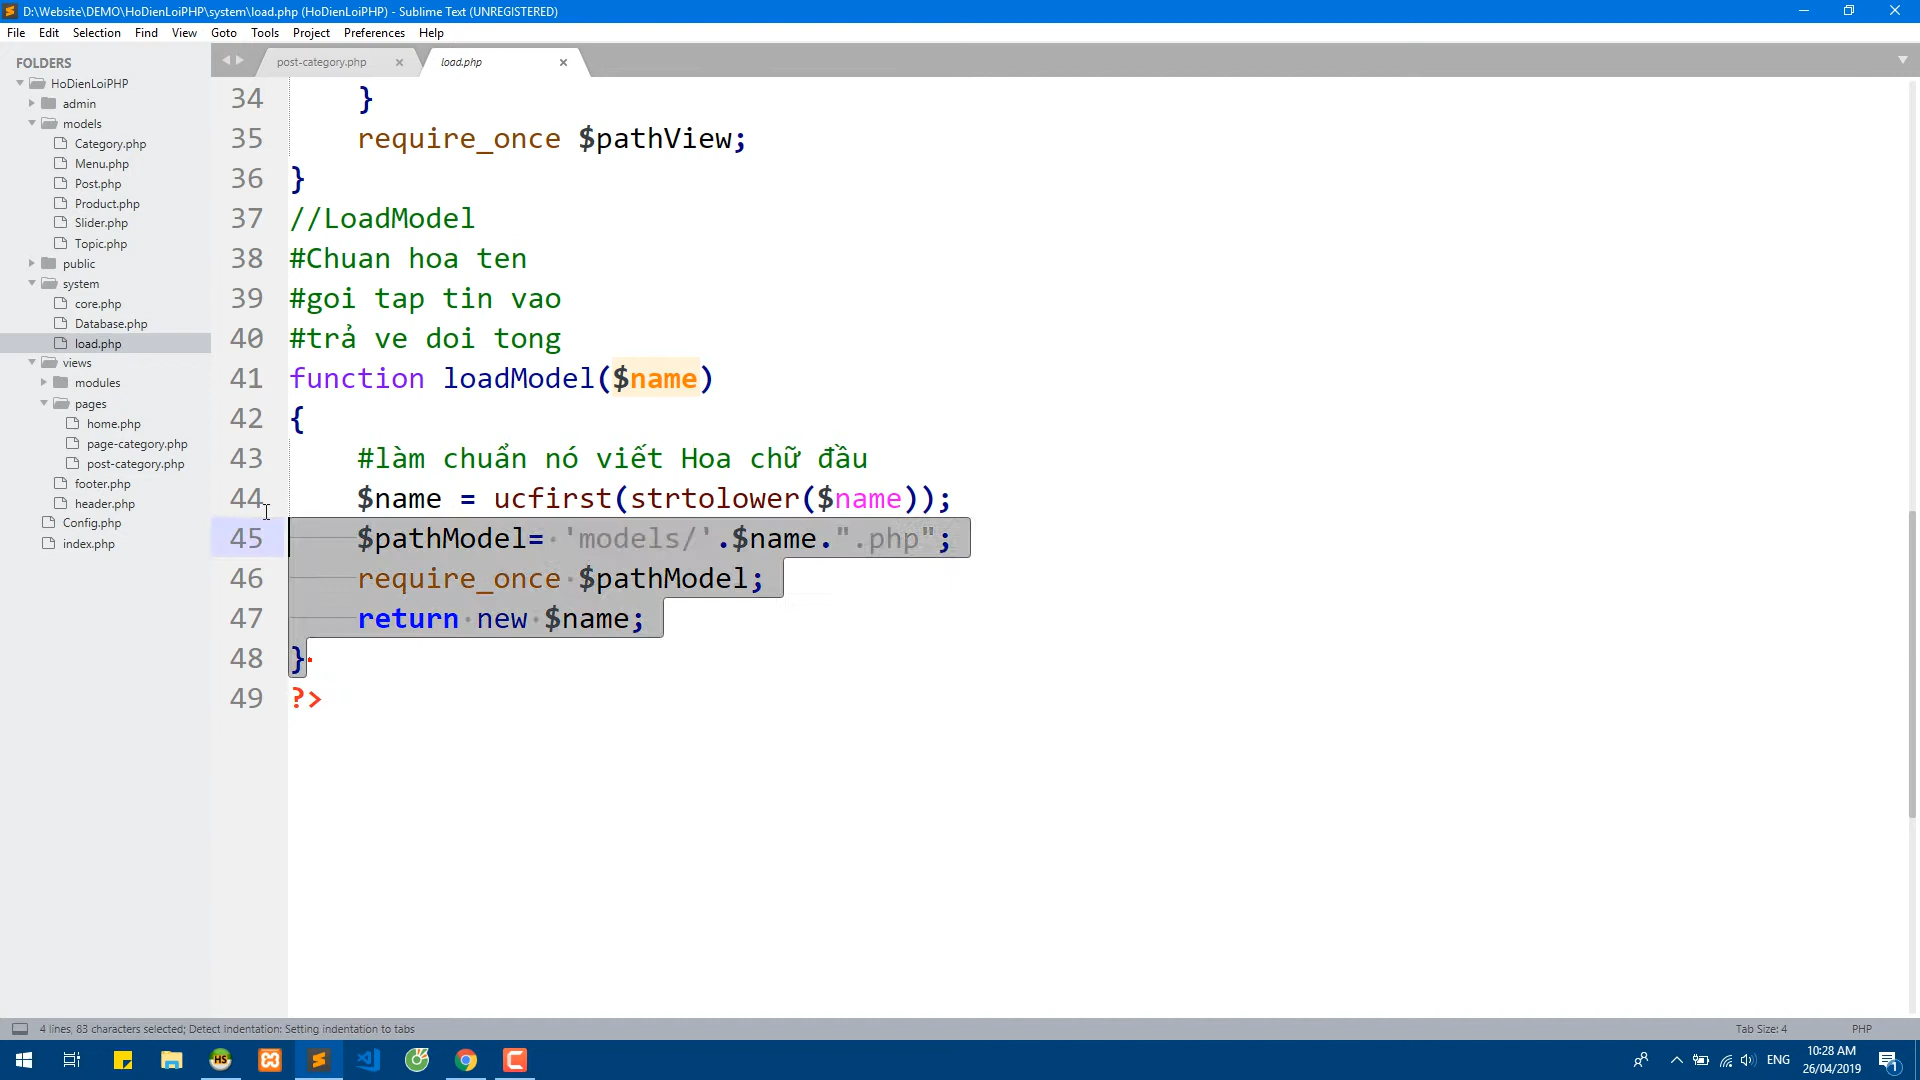 D:\Website\DEMO\HoDienLoiPHP\system\load.php (HoDienLoiPHP) - Sublime Text (UNREGISTERED)
File Edit Selection Find View Goto Tools Project Preferences Help
FOLDERS
HoDienLoiPHP
admin
models
Category.php
Menu.php
Post.php
Product.php
Slider.php
Topic.php
public
system
core.php
Database.php
load.php
views
modules
pages
home.php
page-category.php
post-category.php
footer.php
header.php
Config.php
index.php
post-category.php
load.php
34 }
35 require_once $pathView;
36 }
37 //LoadModel
38 #Chuan hoa ten
39 #goi tap tin vao
40 #trả ve doi tong
41 function loadModel($name)
42 {
43 #làm chuẩn nó viết Hoa chữ đầu
44 $name = ucfirst(strtolower($name));
45 $pathModel= 'models/'.$name.".php";
46 require_once $pathModel;
47 return new $name;
48 }
49 ?>
4 lines, 83 characters selected; Detect Indentation: Setting indentation to tabs
Tab Size: 4
PHP
ENG
10:28 AM
26/04/2019
1